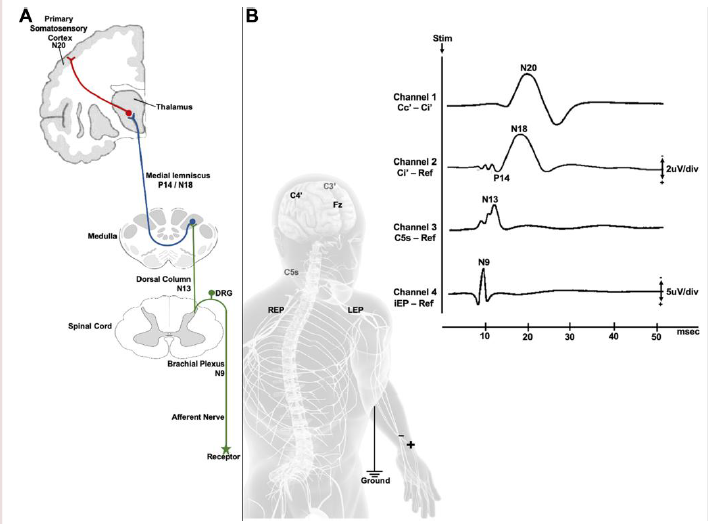 A
Primary
Somatosensory
Cortex
N20
Thalamus
Medial lemniscus
P14 / N18
Medulla
Dorsal Column
N13
DRG
Spinal Cord
Brachial Plexus
N9
Afferent Nerve
Receptor
B
C3'
C4'
Fz
C5s
REP
LEP
Ground
−
+
Stim
N20
Channel 1
Cc' – Ci'
N18
Channel 2
Ci' – Ref
P14
-
2uV/div
+
N13
Channel 3
C5s – Ref
N9
Channel 4
iEP – Ref
-
5uV/div
+
10 20 30 40 50 msec